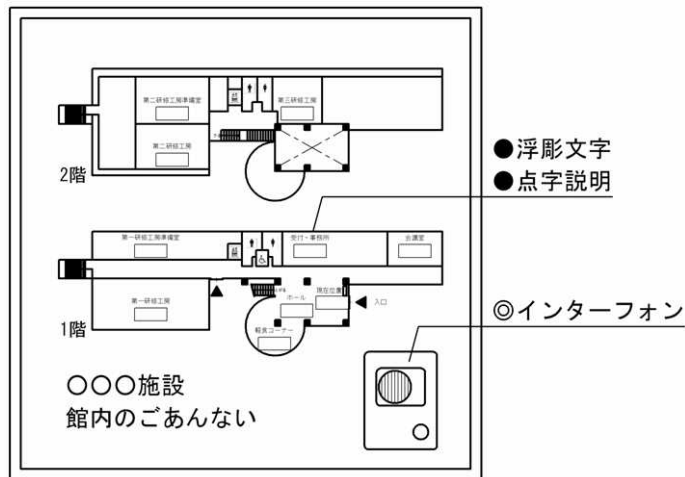 第二研修工房準備室
第三研修工房
第二研修工房
2階
●浮彫文字
●点字説明
第一研修工房準備室
受付・事務所
会議室
第一研修工房
ホール
現在位置
入口
軽食コーナー
1階
◎インターフォン
○○○施設
館内のごあんない